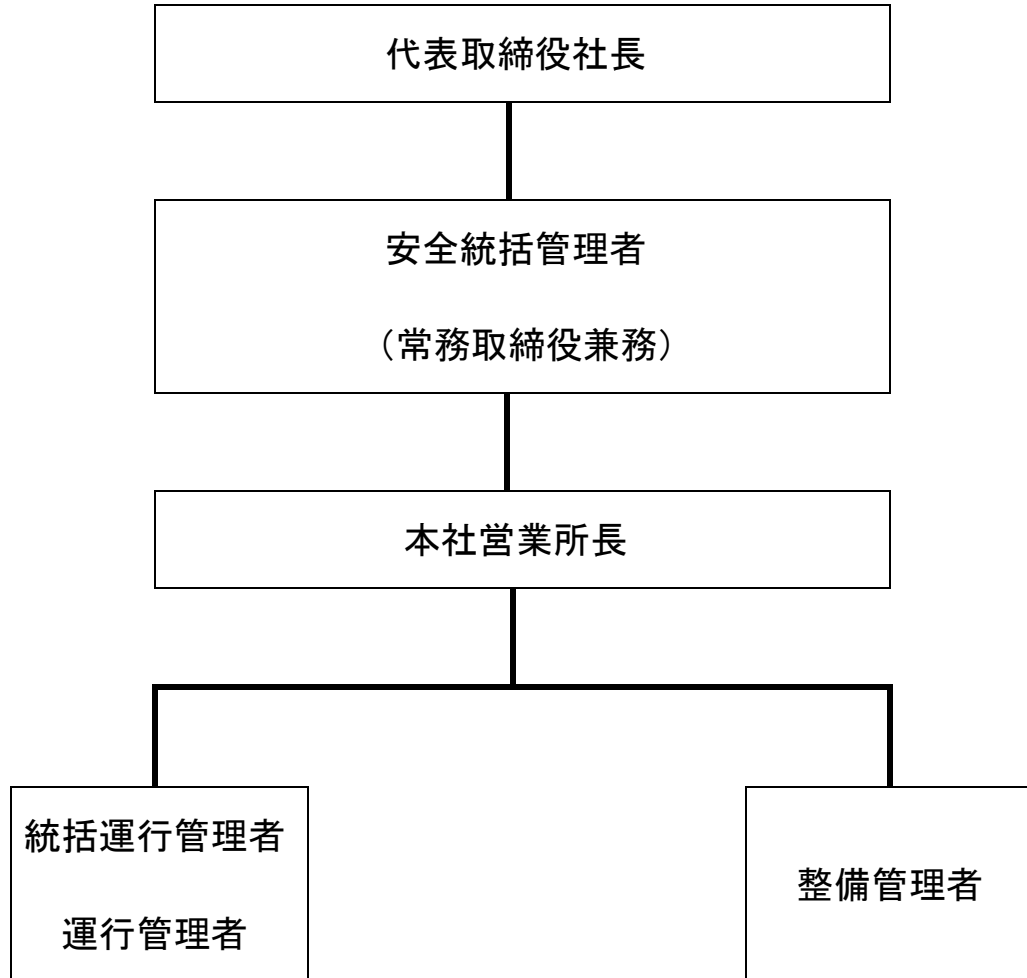 代表取締役社長
安全統括管理者
（常務取締役兼務）
本社営業所長
統括運行管理者
運行管理者
整備管理者